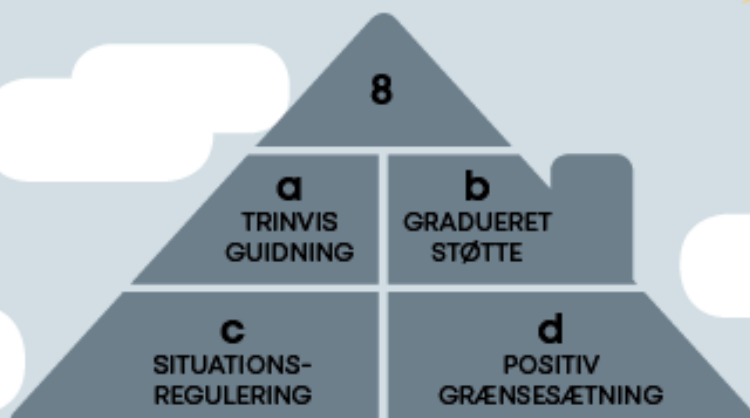 8
a
TRINVIS
GUIDNING
b
GRADUERET
STØTTE
c
SITUATIONS-
REGULERING
d
POSITIV
GRÆNSESÆTNING